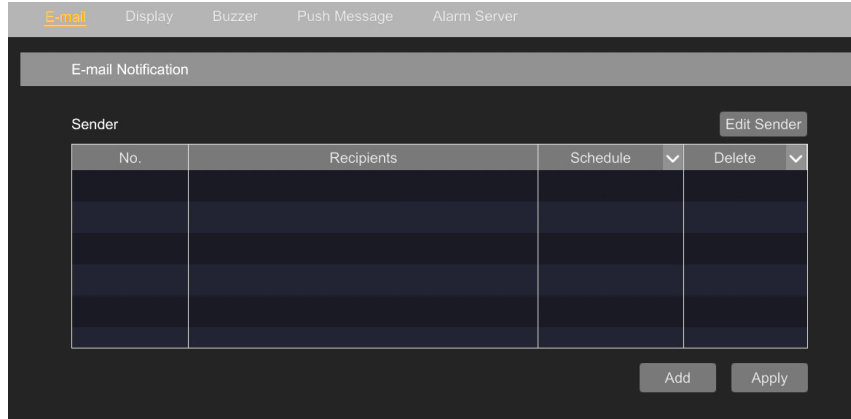 E-mail Display Buzzer Push Message Alarm Server
E-mail Notification
Sender Edit Sender
No. Recipients Schedule Delete
Add Apply